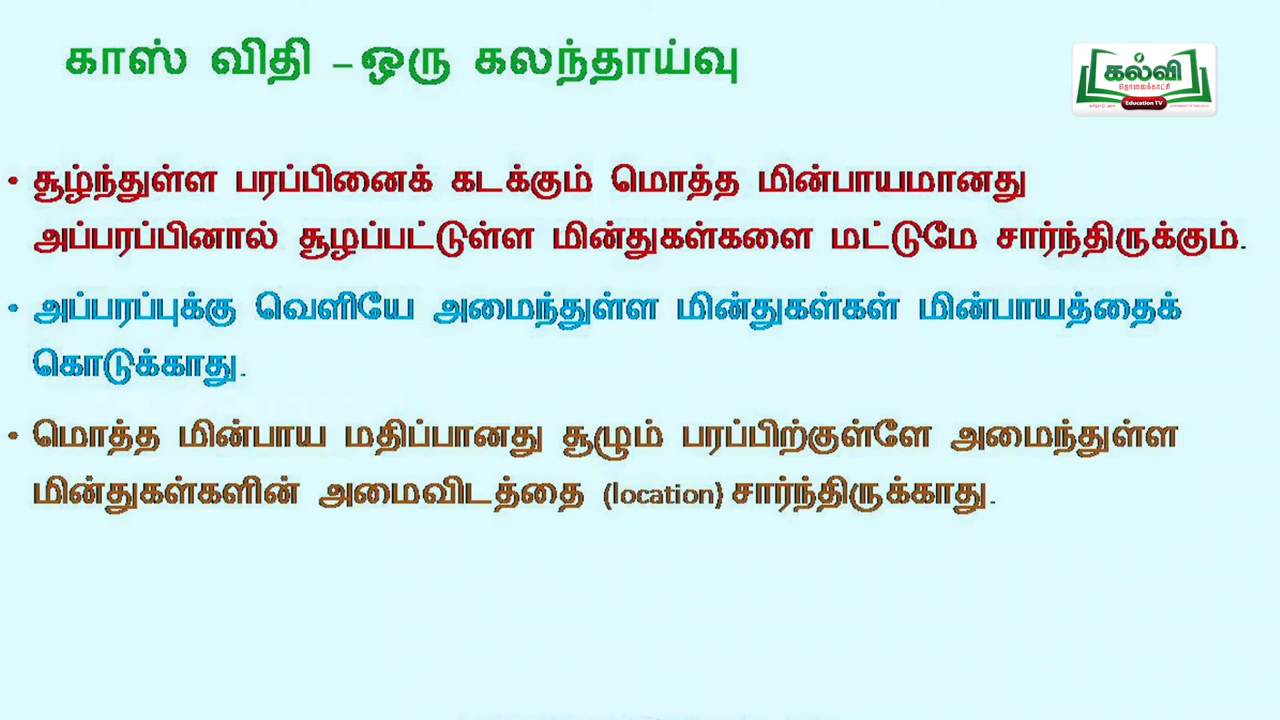 காஸ் விதி – ஒரு கலந்தாய்வு
கல்வி
தொலைக்காட்சி
Education TV
• சூழ்ந்துள்ள பரப்பினைக் கடக்கும் மொத்த மின்பாயமானது
அப்பரப்பினால் சூழப்பட்டுள்ள மின்துகள்களை மட்டுமே சார்ந்திருக்கும்.
• அப்பரப்புக்கு வெளியே அமைந்துள்ள மின்துகள்கள் மின்பாயத்தைக்
கொடுக்காது.
• மொத்த மின்பாய மதிப்பானது சூழும் பரப்பிற்குள்ளே அமைந்துள்ள
மின்துகள்களின் அமைவிடத்தை (location) சார்ந்திருக்காது.